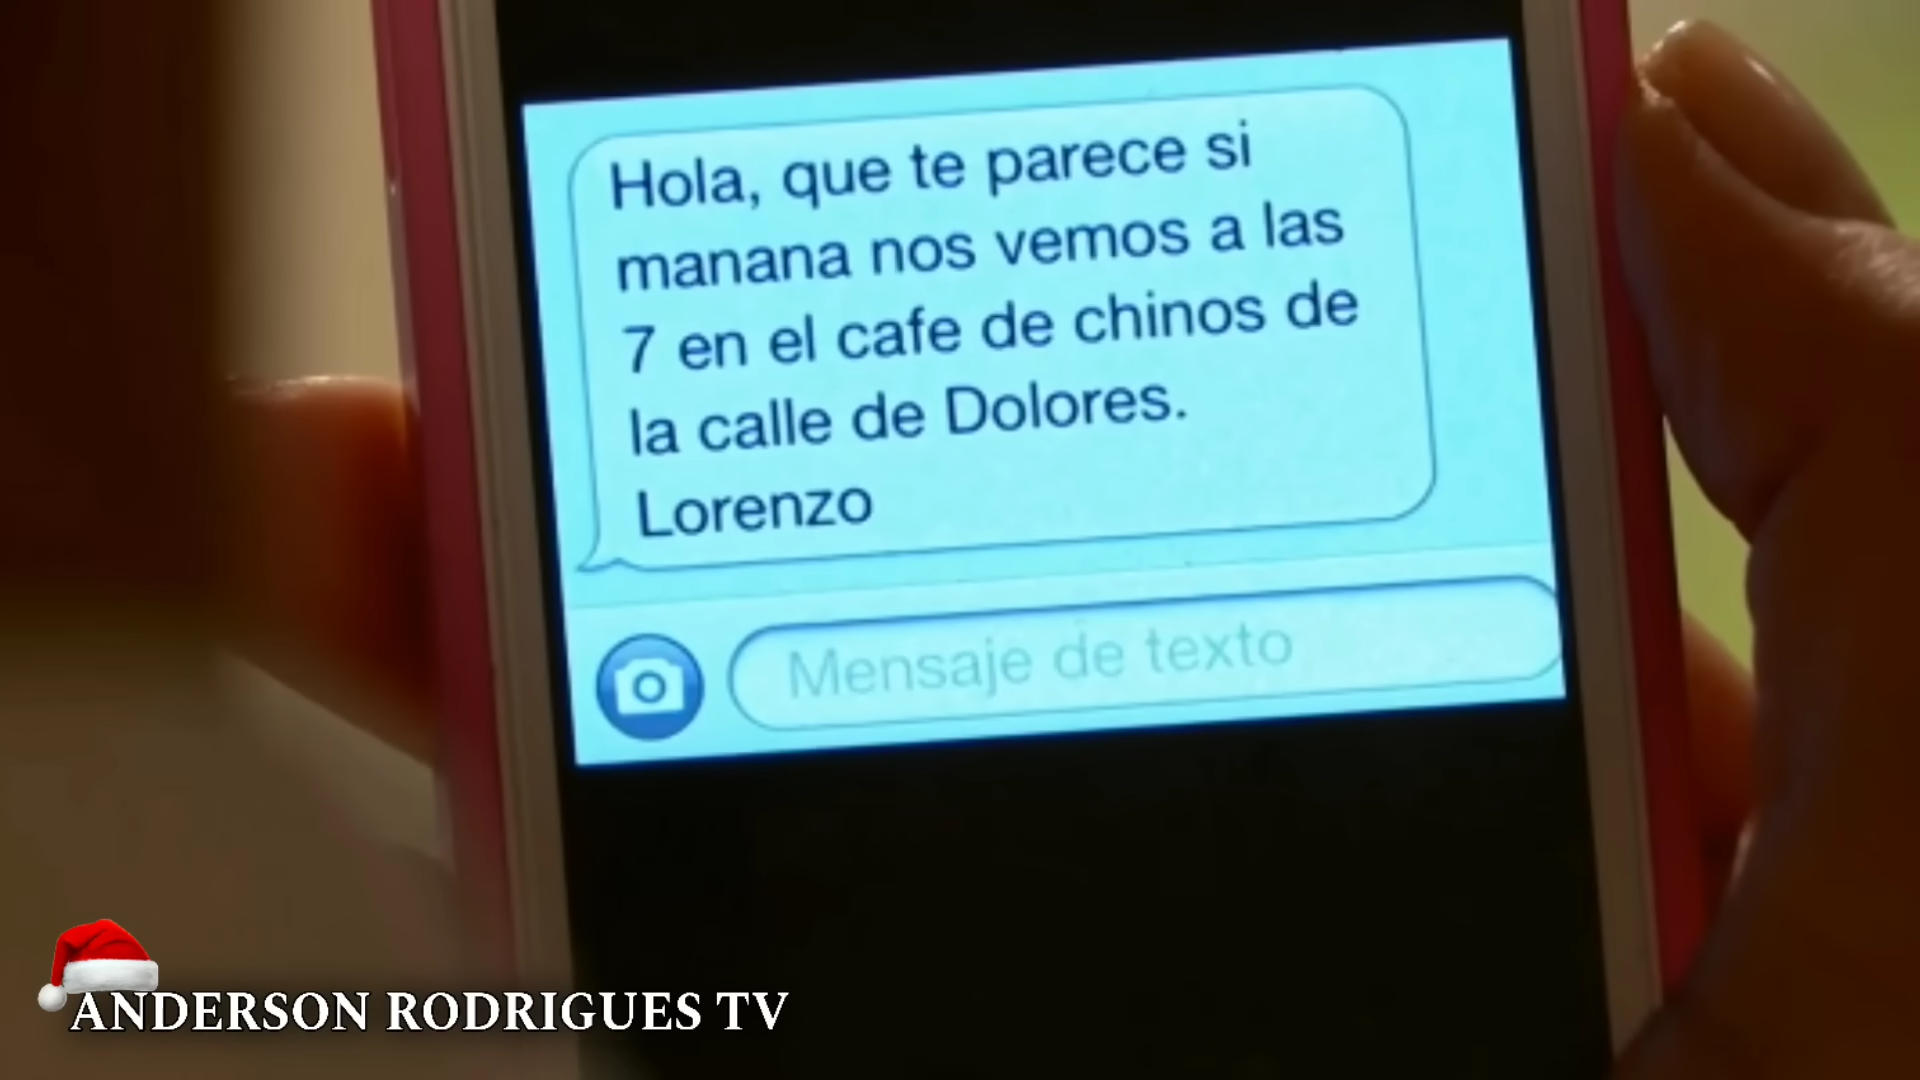 Hola, que te parece si
manana nos vemos a las
7 en el cafe de chinos de
la calle de Dolores.
Lorenzo
Mensaje de texto
ANDERSON RODRIGUES TV